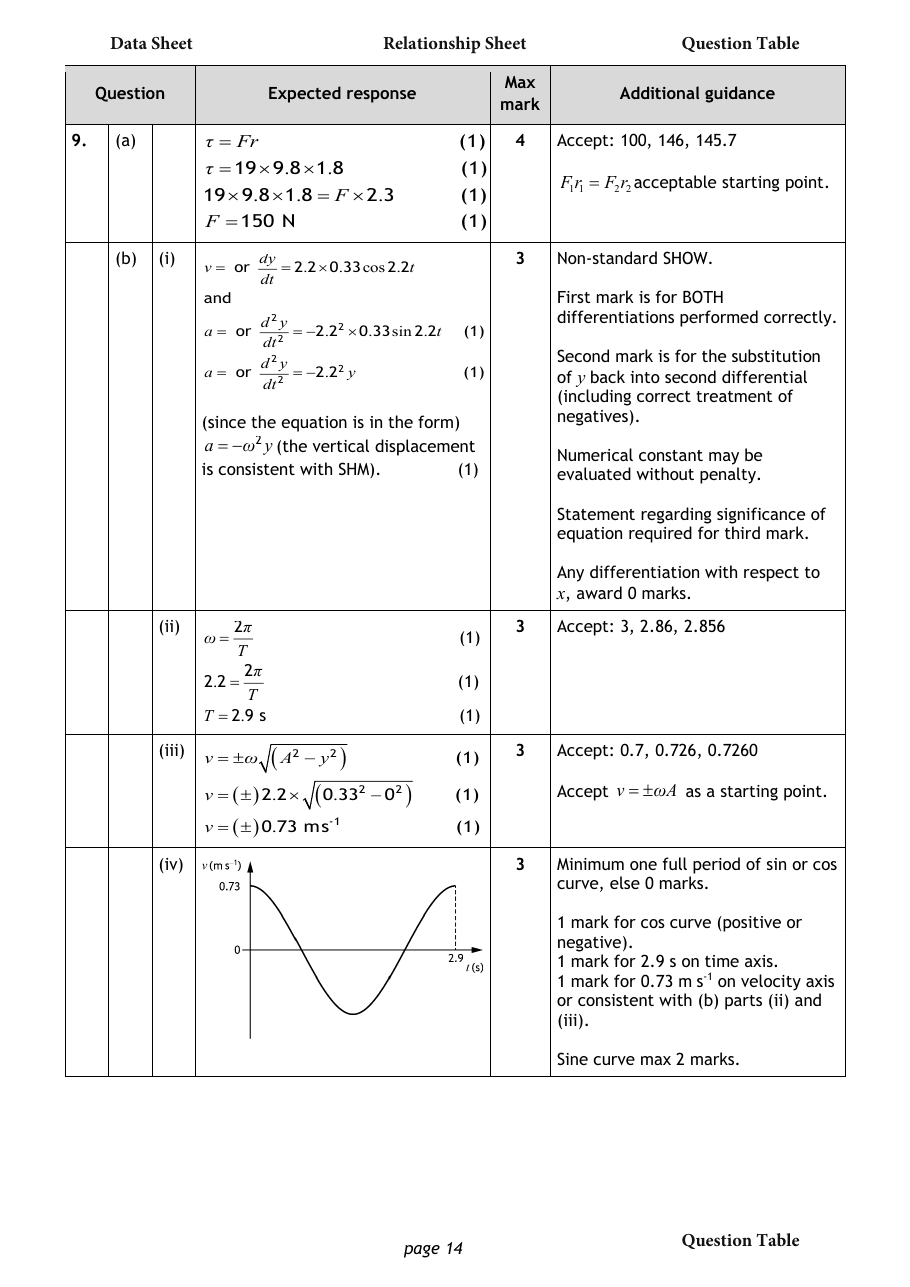 Data Sheet Relationship Sheet Question Table
Question Expected response Max mark Additional guidance
9. (a) τ = Fr (1) 4 Accept: 100, 146, 145.7
τ = 19×9.8×1.8 (1)
F₁r₁ = F₂r₂ acceptable starting point.
19×9.8×1.8 = F×2.3 (1)
F = 150 N (1)
(b) (i) v = or dy/dt = 2.2×0.33cos2.2t
and
a = or d²y/dt² = −2.2²×0.33sin2.2t (1)
a = or d²y/dt² = −2.2²y (1)
(since the equation is in the form)
a = −ω²y (the vertical displacement
is consistent with SHM). (1)
3
Non-standard SHOW.
First mark is for BOTH
differentiations performed correctly.
Second mark is for the substitution
of y back into second differential
(including correct treatment of
negatives).
Numerical constant may be
evaluated without penalty.
Statement regarding significance of
equation required for third mark.
Any differentiation with respect to
x, award 0 marks.
(ii) ω = 2π/T (1) 3 Accept: 3, 2.86, 2.856
2.2 = 2π/T (1)
T = 2.9 s (1)
(iii) v = ±ω√(A² − y²) (1) 3 Accept: 0.7, 0.726, 0.7260
v = (±)2.2×√(0.33² − 0²) (1) Accept v = ±ωA as a starting point.
v = (±)0.73 ms⁻¹ (1)
(iv) v (m s⁻¹)
0.73
0
2.9
t (s)
3
Minimum one full period of sin or cos
curve, else 0 marks.
1 mark for cos curve (positive or
negative).
1 mark for 2.9 s on time axis.
1 mark for 0.73 m s⁻¹ on velocity axis
or consistent with (b) parts (ii) and
(iii).
Sine curve max 2 marks.
page 14 Question Table